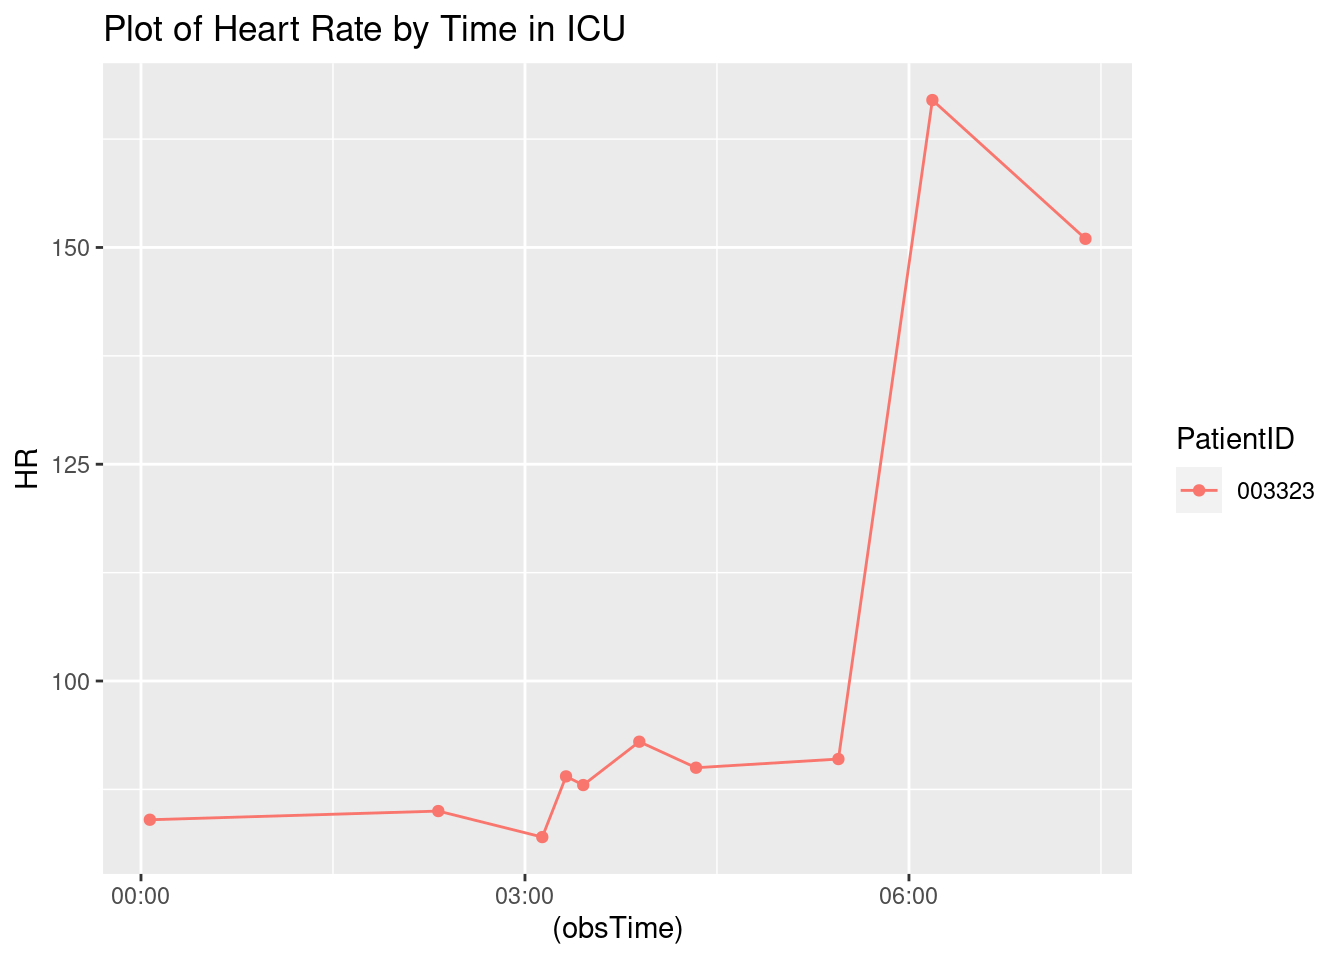 Plot of Heart Rate by Time in ICU
150
125
100
HR
00:00 03:00 06:00
(obsTime)
PatientID
003323